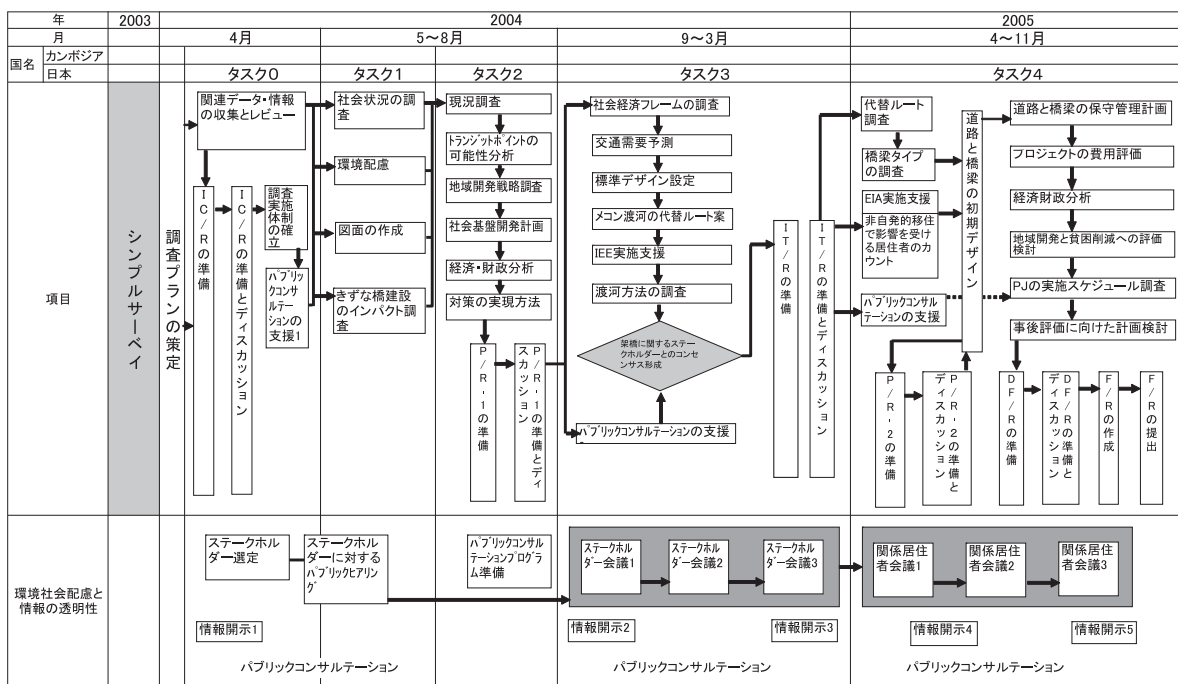 年
2003
2004
2005
月
4月
5～8月
9～3月
4～11月
国名
カンボジア
日本
タスク0
タスク1
タスク2
タスク3
タスク4
項目
シンプルサーベイ
調査プランの策定
関連データ・情報
の収集とレビュー
IC/Rの準備
IC/Rの準備とディスカッション
調査
実施
体制
の確
立
パブリ
ックコン
サルテ
ーション
の支援1
社会状況の調
査
環境配慮
図面の作成
きずな橋建設
のインパクト調
査
現況調査
トランジットポイントの
可能性分析
地域開発戦略調査
社会基盤開発計画
経済・財政分析
対策の実現方法
P/R-1の準備
P/R-1の準備とディ
スカッション
社会経済フレームの調査
交通需要予測
標準デザイン設定
メコン渡河の代替ルート案
IEE実施支援
渡河方法の調査
架橋に関するステー
クホルダーとのコンセ
ンサス形成
パブリックコンサルテーションの支援
IT/Rの準備
IT/Rの準備とディスカッション
代替ルート
調査
橋梁タイプ
の調査
EIA実施支援
非自発的移住
で影響を受け
る居住者のカ
ウント
パブリックコンサル
テーションの支援
道路と橋梁の初期デザイン
P/R-2の準備
P/R-2の準備と
ディスカッション
道路と橋梁の保守管理計画
プロジェクトの費用評価
経済財政分析
地域開発と貧困削減への評価
検討
PJの実施スケジュール調査
事後評価に向けた計画検討
DF/Rの準備
DF/Rの準備と
ディスカッション
F/Rの作成
F/Rの提出
環境社会配慮と
情報の透明性
ステークホル
ダー選定
ステークホル
ダーに対する
パブリックヒアリン
グ
パブリックコンサル
テーションプログラ
ム準備
ステークホル
ダー会議1
ステークホル
ダー会議2
ステークホル
ダー会議3
関係居住
者会議1
関係居住
者会議2
関係居住
者会議3
情報開示1
情報開示2
情報開示3
情報開示4
情報開示5
パブリックコンサルテーション
パブリックコンサルテーション
パブリックコンサルテーション